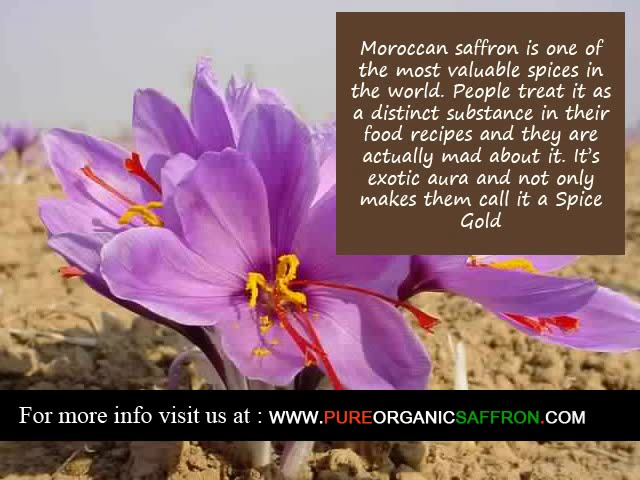 Moroccan saffron is one of
the most valuable spices in
the world. People treat it as
a distinct substance in their
food recipes and they are
actually mad about it. It's
exotic aura and not only
makes them call it a Spice
Gold
For more info visit us at : WWW.PUREORGANICSAFFRON.COM